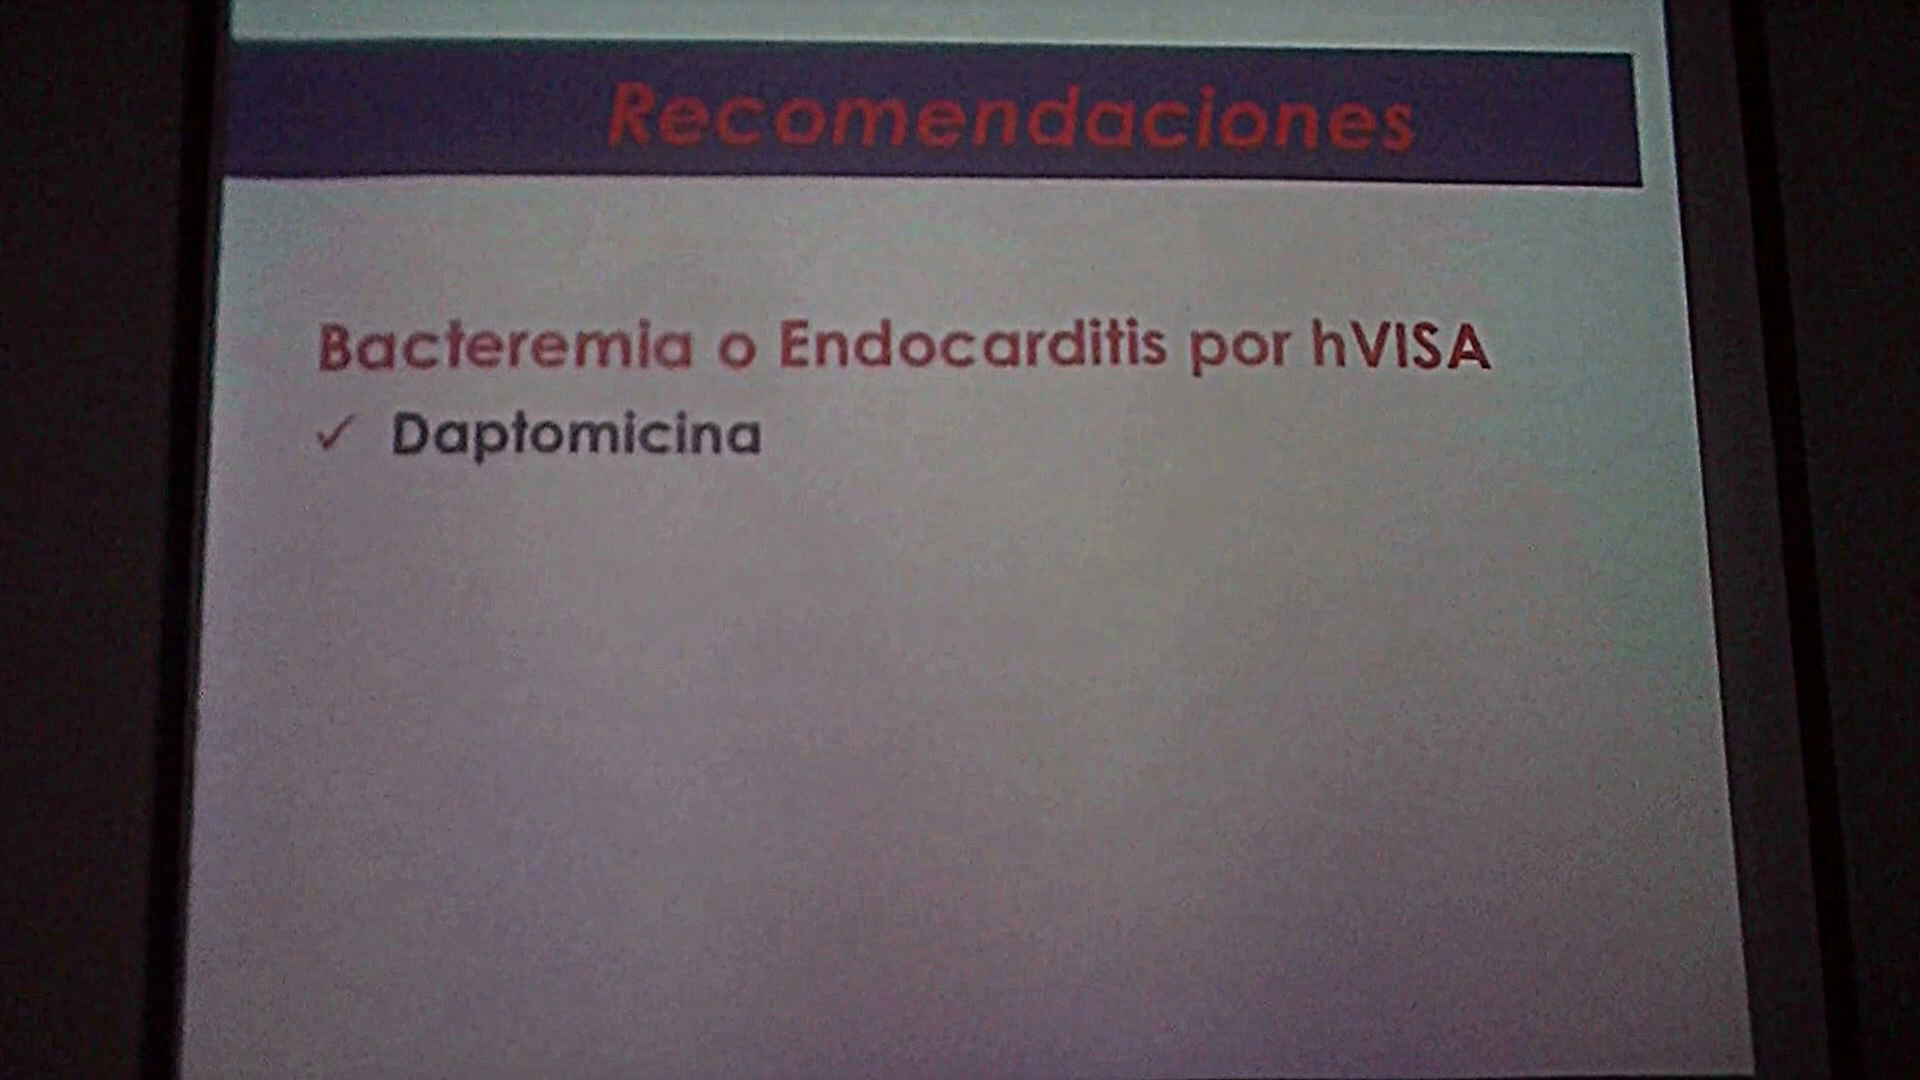 Recomendaciones
Bacteremia o Endocarditis por hVISA
✓ Daptomicina